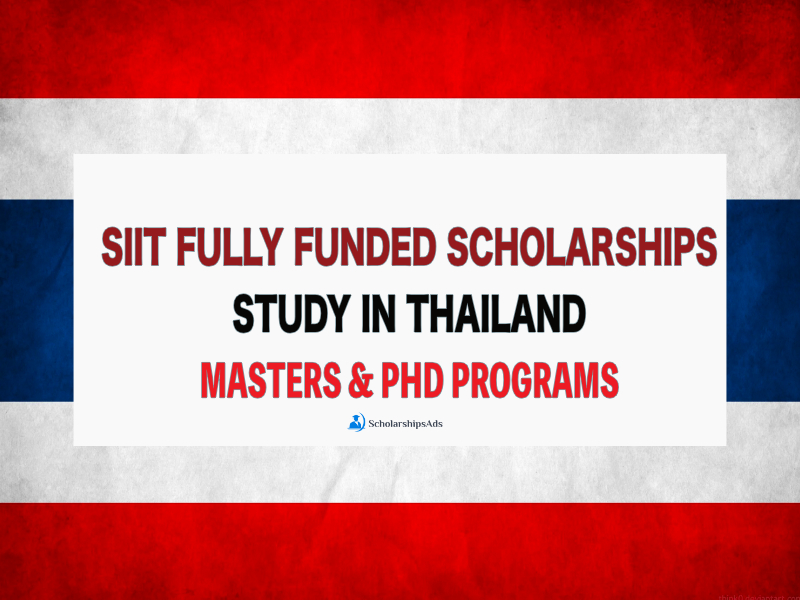 SIIT FULLY FUNDED SCHOLARSHIPS
STUDY IN THAILAND
MASTERS & PHD PROGRAMS
ScholarshipsAds